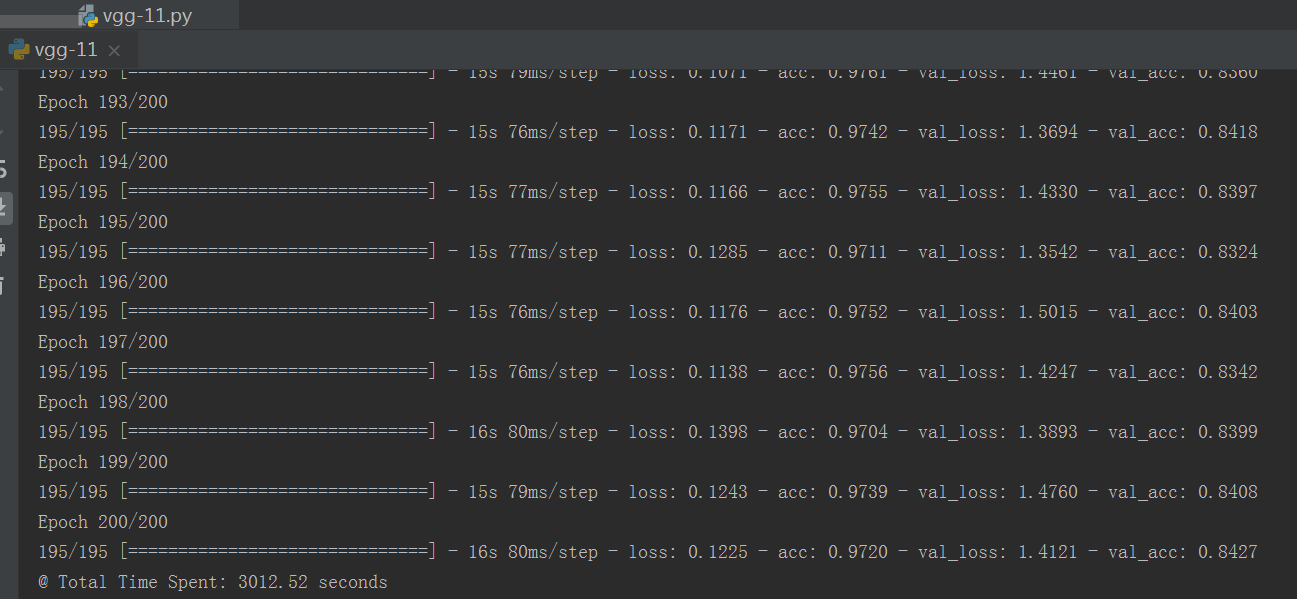 vgg-11.py
vgg-11
195/195 [==============================] - 15s 79ms/step - loss: 0.1071 - acc: 0.9761 - val_loss: 1.4461 - val_acc: 0.8360
Epoch 193/200
195/195 [==============================] - 15s 76ms/step - loss: 0.1171 - acc: 0.9742 - val_loss: 1.3694 - val_acc: 0.8418
Epoch 194/200
195/195 [==============================] - 15s 77ms/step - loss: 0.1166 - acc: 0.9755 - val_loss: 1.4330 - val_acc: 0.8397
Epoch 195/200
195/195 [==============================] - 15s 77ms/step - loss: 0.1285 - acc: 0.9711 - val_loss: 1.3542 - val_acc: 0.8324
Epoch 196/200
195/195 [==============================] - 15s 76ms/step - loss: 0.1176 - acc: 0.9752 - val_loss: 1.5015 - val_acc: 0.8403
Epoch 197/200
195/195 [==============================] - 15s 76ms/step - loss: 0.1138 - acc: 0.9756 - val_loss: 1.4247 - val_acc: 0.8342
Epoch 198/200
195/195 [==============================] - 16s 80ms/step - loss: 0.1398 - acc: 0.9704 - val_loss: 1.3893 - val_acc: 0.8399
Epoch 199/200
195/195 [==============================] - 15s 79ms/step - loss: 0.1243 - acc: 0.9739 - val_loss: 1.4760 - val_acc: 0.8408
Epoch 200/200
195/195 [==============================] - 16s 80ms/step - loss: 0.1225 - acc: 0.9720 - val_loss: 1.4121 - val_acc: 0.8427
@ Total Time Spent: 3012.52 seconds